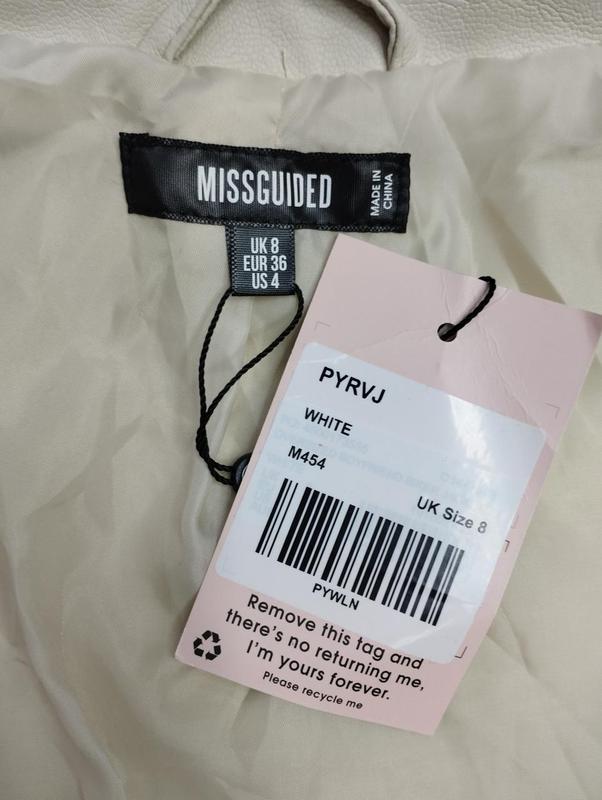 MISSGUIDED
MADE IN
CHINA
UK 8
EUR 36
US 4
PYRVJ
WHITE
M454
UK Size 8
PYWLN
Remove this tag and
there's no returning me,
I'm yours forever.
Please recycle me